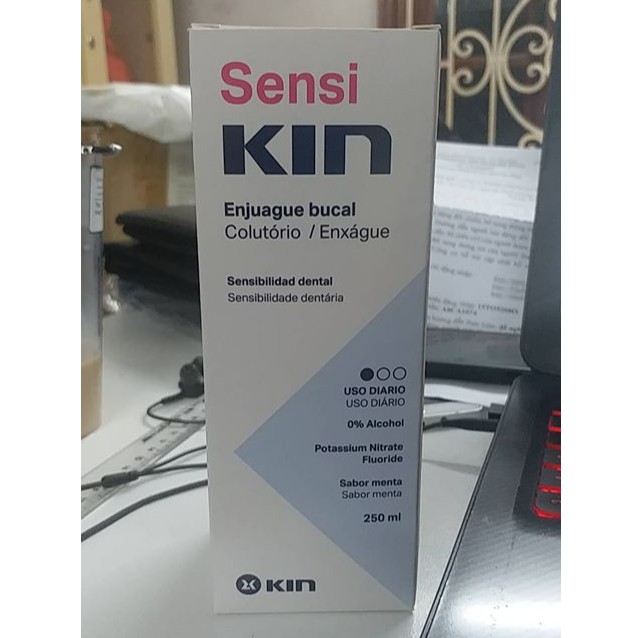 Sensi
KIN
Enjuague bucal
Colutório / Enxágue
Sensibilidad dental
Sensibilidade dentária
USO DIARIO
USO DIÁRIO
0% Alcohol
Potassium Nitrate
Fluoride
Sabor menta
Sabor menta
250 ml
KIN